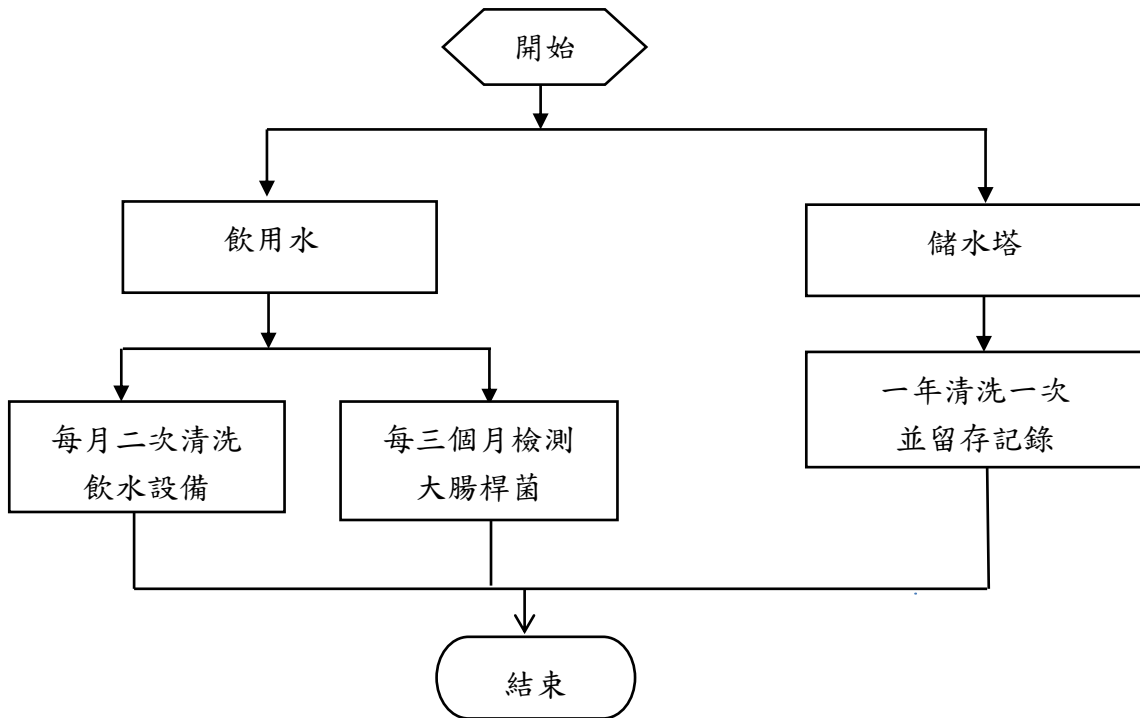 開始
飲用水
儲水塔
每月二次清洗
飲水設備
每三個月檢測
大腸桿菌
一年清洗一次
並留存記錄
結束